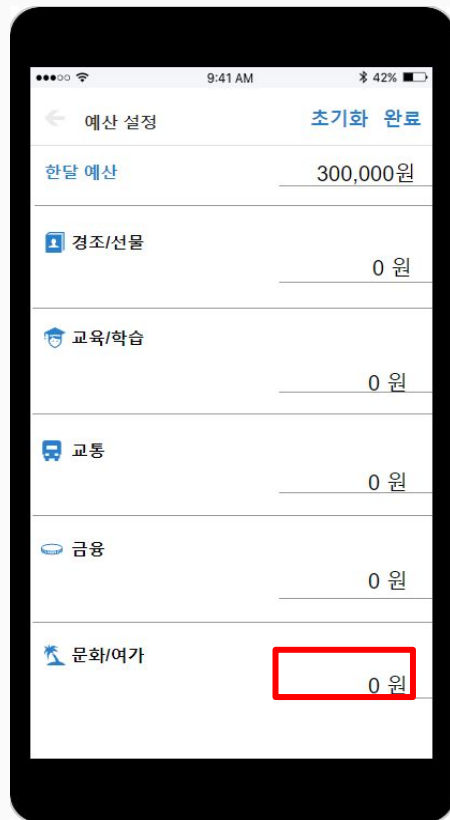 9:41 AM 42%
예산 설정 초기화 완료
한달 예산 300,000원
경조/선물
0 원
교육/학습
0 원
교통
0 원
금융
0 원
문화/여가
0 원